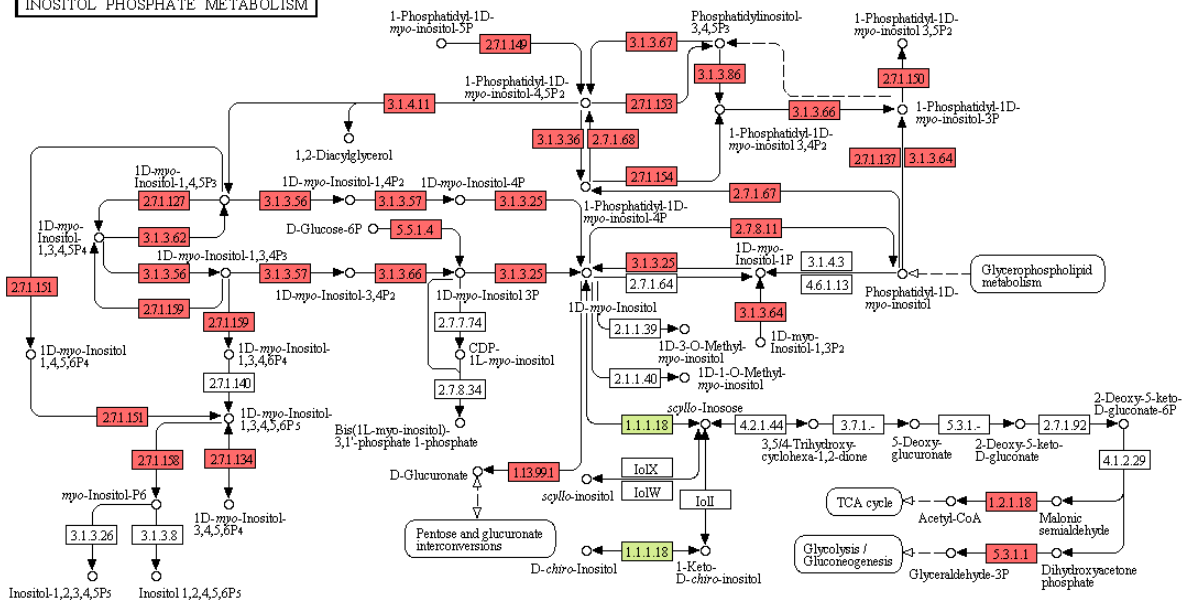 INOSITOL PHOSPHATE METABOLISM
1-Phosphatidyl-1D-
myo-inositol-5P
2.7.1.149
3.1.3.67
Phosphatidylinositol-
3,4,5P3
1-Phosphatidyl-1D-
myo-inositol 3,5P2
3.1.3.86
2.7.1.150
1-Phosphatidyl-1D-
myo-inositol-4,5P2
3.1.4.11
2.7.1.153
3.1.3.66
1-Phosphatidyl-1D-
myo-inositol-3P
1,2-Diacylglycerol
3.1.3.36
2.7.1.68
1-Phosphatidyl-1D-
myo-inositol 3,4P2
2.7.1.137
3.1.3.64
2.7.1.154
1D-myo-
Inositol-1,4,5P3
1D-myo-Inositol-1,4P2
1D-myo-Inositol-4P
2.7.1.67
2.7.1.127
3.1.3.56
3.1.3.57
3.1.3.25
1-Phosphatidyl-1D-
myo-inositol-4P
1D-myo-
Inositol-
1,3,4,5P4
3.1.3.62
D-Glucose-6P
5.5.1.4
2.7.8.11
1D-myo-Inositol-1,3,4P3
1D-myo-
Inositol-1P
3.1.3.56
3.1.3.57
3.1.3.66
3.1.3.25
3.1.3.25
2.7.1.64
3.1.4.3
4.6.1.13
Glycerophospholipid
metabolism
2.7.1.151
2.7.1.159
2.7.1.159
1D-myo-Inositol-3,4P2
1D-myo-Inositol 3P
1D-myo-Inositol
Phosphatidyl-1D-
myo-inositol
3.1.3.64
2.7.7.74
2.1.1.39
1D-3-O-Methyl-
myo-inositol
1D-myo-
Inositol-1,3P2
1D-myo-Inositol
1,4,5,6P4
1D-myo-Inositol
1,3,4,6P4
CDP-
1L-myo-inositol
2.7.1.140
2.7.8.34
2.1.1.40
1D-1-O-Methyl-
myo-inositol
2.7.1.151
1D-myo-Inositol-
1,3,4,5,6P5
Bis(1L-myo-inositol)-
3,1'-phosphate 1-phosphate
scyllo-Inosose
1.1.1.18
4.2.1.44
3.7.1.-
5.3.1.-
2.7.1.92
2-Deoxy-5-keto-
D-gluconate-6P
3,5/4-Trihydroxy-
cyclohexa-1,2-dione
5-Deoxy-
glucuronate
2-Deoxy-5-keto-
D-gluconate
2.7.1.158
2.7.1.134
D-Glucuronate
1.13.99.1
IolX
IolW
4.1.2.29
scyllo-inositol
myo-Inositol-P6
1D-myo-Inositol-
3,4,5,6P4
IolI
TCA cycle
1.2.1.18
Acetyl-CoA
Malonic
semialdehyde
3.1.3.26
3.1.3.8
Pentose and glucuronate
interconversions
1.1.1.18
Glycolysis /
Gluconeogenesis
5.3.1.1
D-chiro-Inositol
1-Keto-
D-chiro-inositol
Glyceraldehyde-3P
Dihydroxyacetone
phosphate
Inositol-1,2,3,4,5P5
Inositol 1,2,4,5,6P5